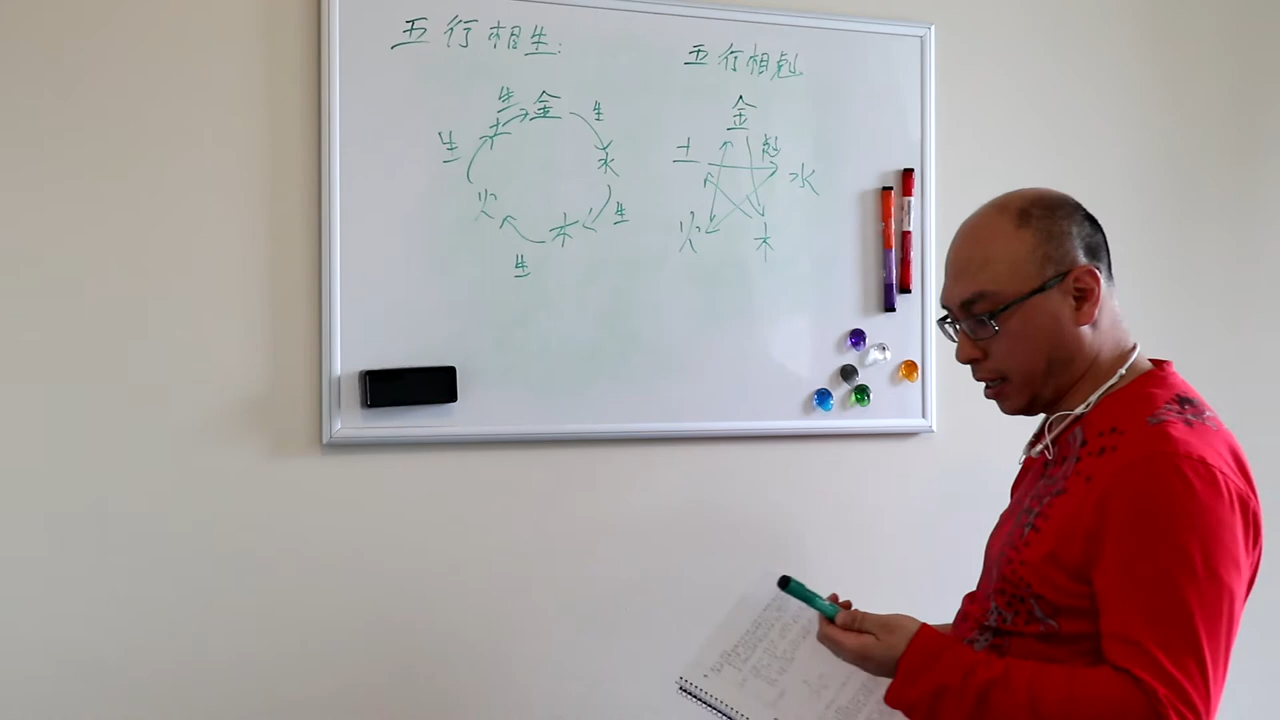 五行相生:
生 金 生
生 土 水
火 木 生
生
五行相剋
金
土 剋 水
火 木